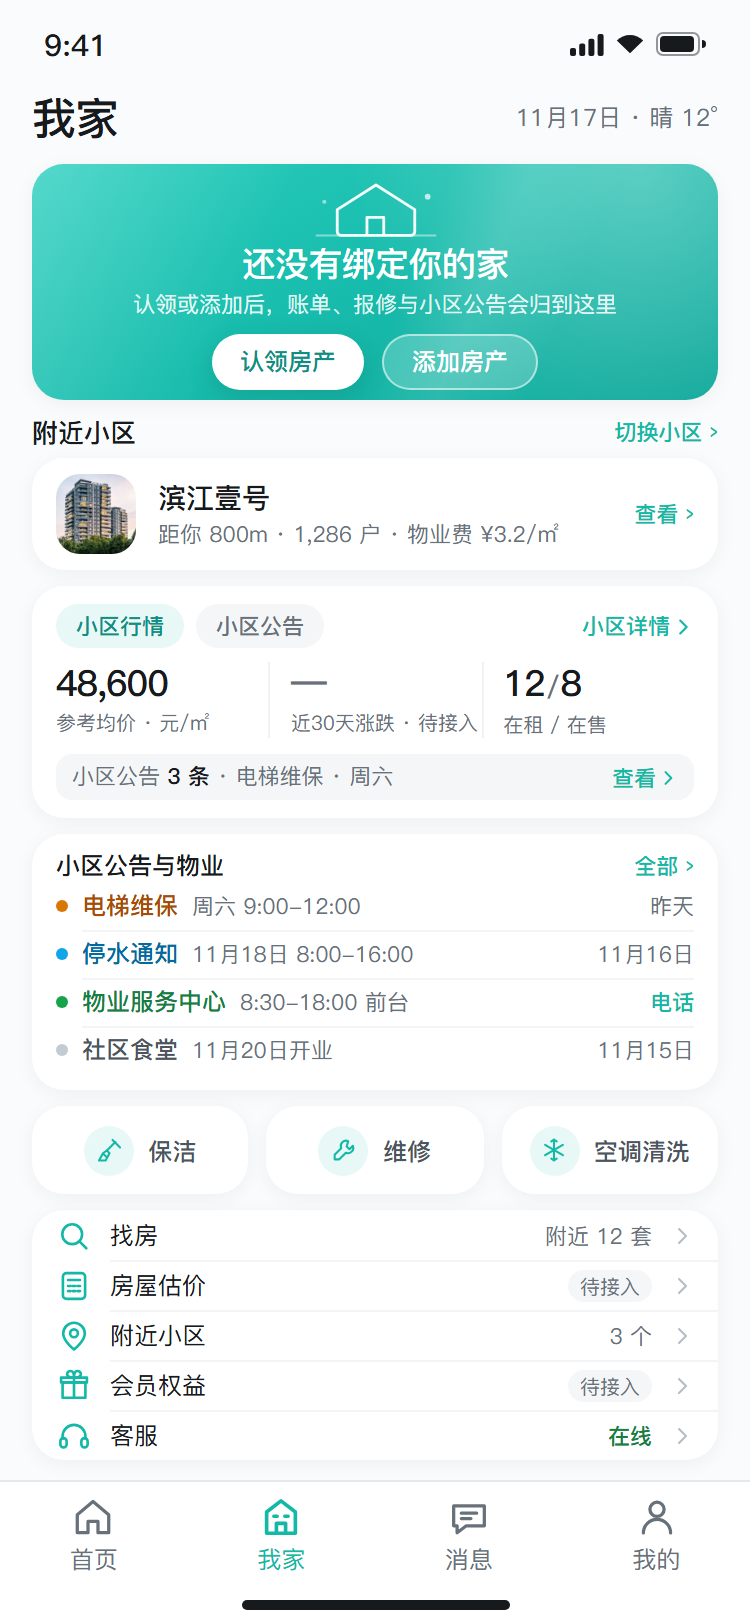 9:41
我家
11月17日 · 晴 12°
还没有绑定你的家
认领或添加后，账单、报修与小区公告会归到这里
认领房产
添加房产
附近小区
切换小区 ›
滨江壹号
距你 800m · 1,286 户 · 物业费 ¥3.2/㎡
查看 ›
小区行情
小区公告
小区详情 ›
48,600
参考均价 · 元/㎡
—
近30天涨跌 · 待接入
12/8
在租 / 在售
小区公告 3 条 · 电梯维保 · 周六
查看 ›
小区公告与物业
全部 ›
电梯维保 周六 9:00–12:00
昨天
停水通知 11月18日 8:00–16:00
11月16日
物业服务中心 8:30–18:00 前台
电话
社区食堂 11月20日开业
11月15日
保洁
维修
空调清洗
找房
附近 12 套
房屋估价
待接入
附近小区
3 个
会员权益
待接入
客服
在线
首页
我家
消息
我的